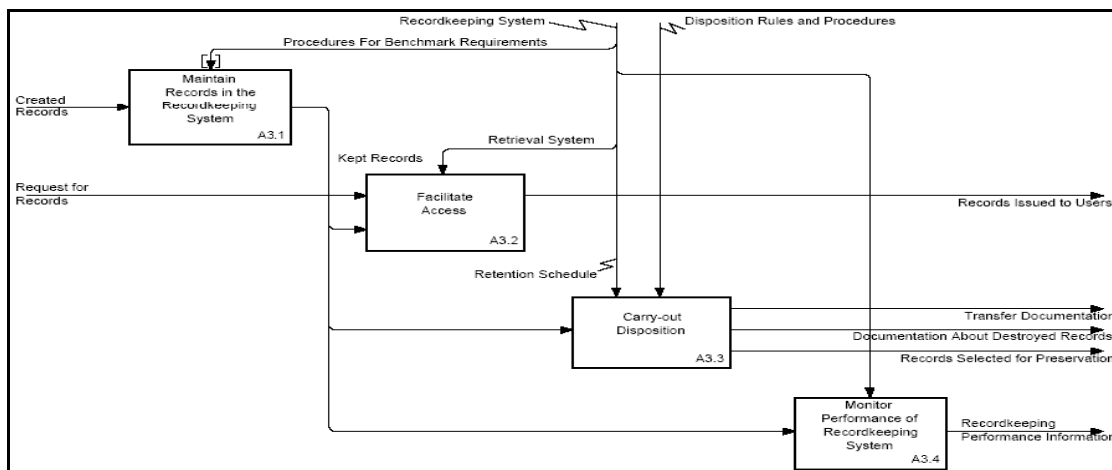 Recordkeeping System
Disposition Rules and Procedures
Procedures For Benchmark Requirements
Maintain
Records in the
Recordkeeping
System
A3.1
Created
Records
Retrieval System
Kept Records
Request for
Records
Facilitate
Access
A3.2
Records Issued to Users
Retention Schedule
Carry-out
Disposition
A3.3
Transfer Documentation
Documentation About Destroyed Records
Records Selected for Preservation
Monitor
Performance of
Recordkeeping
System
A3.4
Recordkeeping
Performance Information